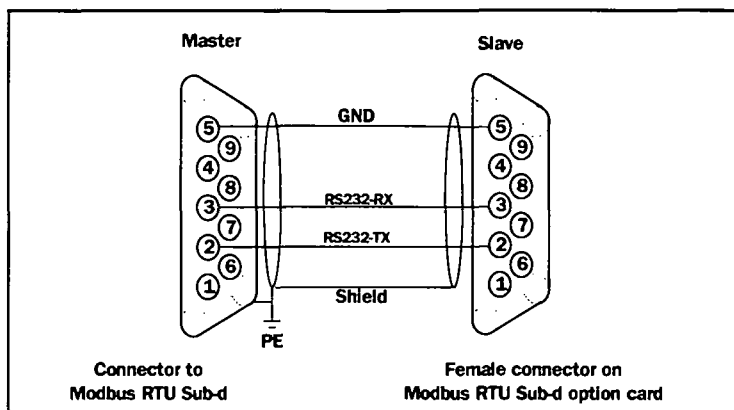 Master
Slave
GND
5
5
9
9
4
4
8
8
RS232-RX
3
3
7
7
RS232-TX
2
2
6
6
1
1
Shield
PE
Connector to
Modbus RTU Sub-d
Female connector on
Modbus RTU Sub-d option card